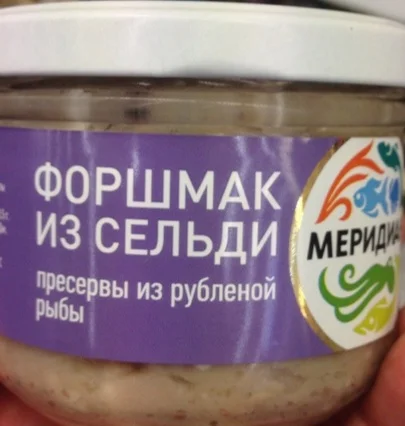 ФОРШМАК
ИЗ СЕЛЬДИ
пресервы из рубленой
рыбы
МЕРИДИА